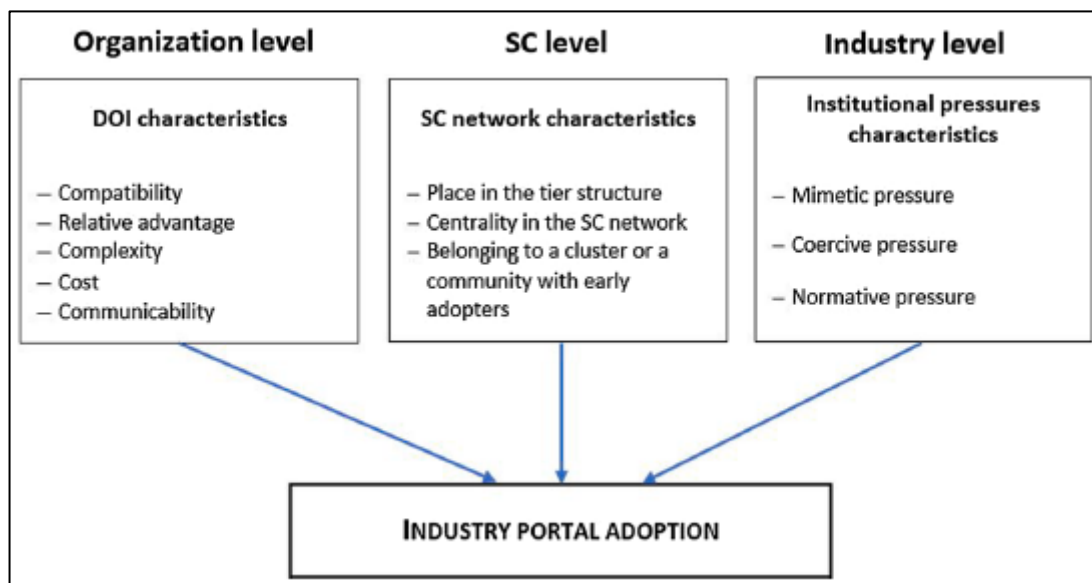 Organization level
DOI characteristics
– Compatibility
– Relative advantage
– Complexity
– Cost
– Communicability
SC level
SC network characteristics
– Place in the tier structure
– Centrality in the SC network
– Belonging to a cluster or a
community with early
adopters
Industry level
Institutional pressures
characteristics
– Mimetic pressure
– Coercive pressure
– Normative pressure
INDUSTRY PORTAL ADOPTION